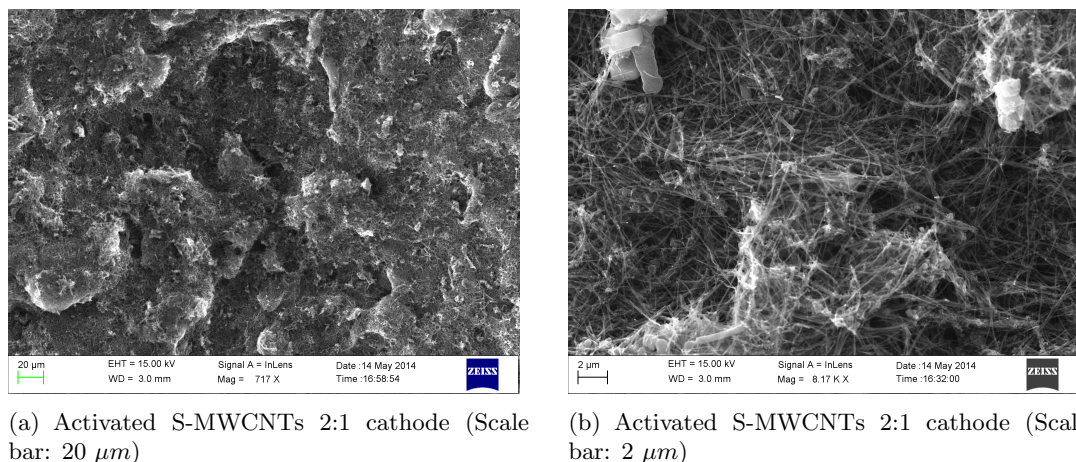 20 µm
EHT = 15.00 kV
WD = 3.0 mm
Signal A = InLens
Mag = 717 X
Date :14 May 2014
Time :16:58:54
ZEISS
2 µm
EHT = 15.00 kV
WD = 3.0 mm
Signal A = InLens
Mag = 8.17 K X
Date :14 May 2014
Time :16:32:00
ZEISS
(a) Activated S-MWCNTs 2:1 cathode (Scale
bar: 20 µm)
(b) Activated S-MWCNTs 2:1 cathode (Scal
bar: 2 µm)